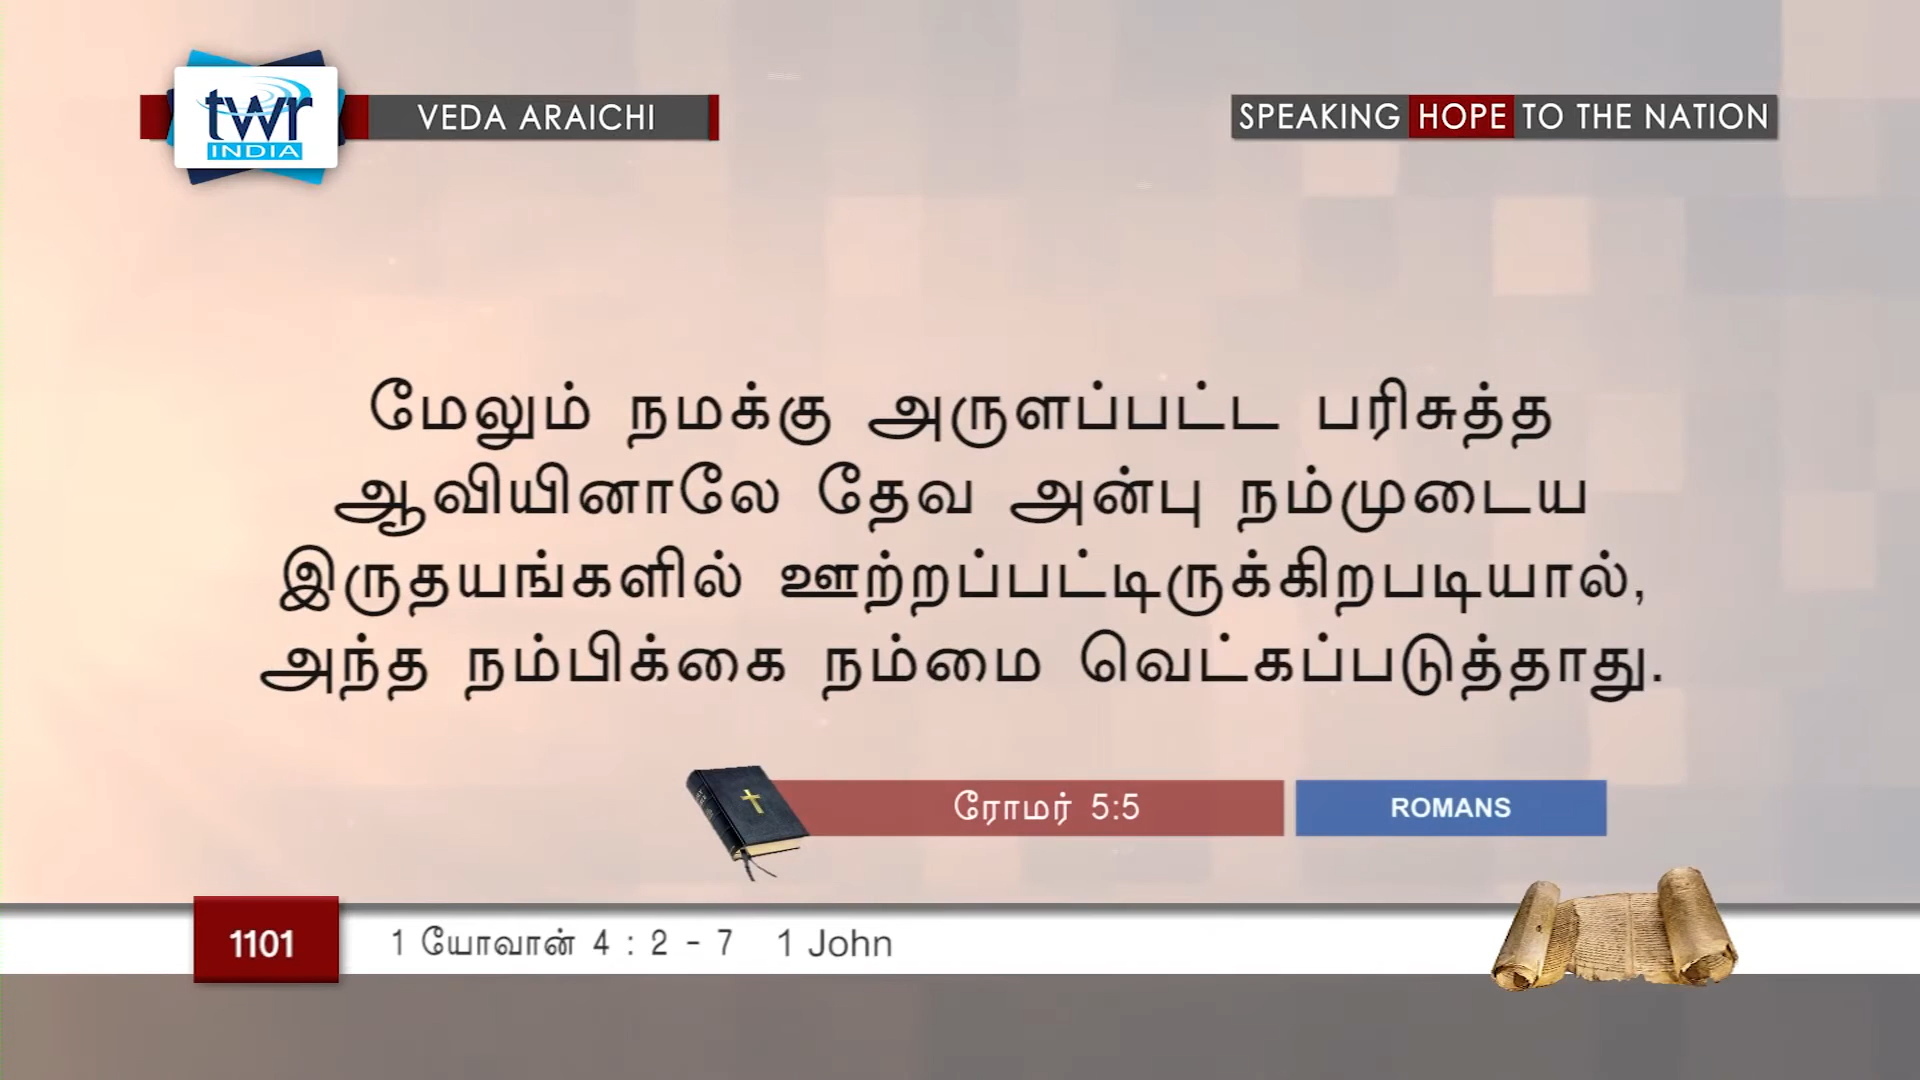 twr
INDIA
VEDA ARAICHI
SPEAKING HOPE TO THE NATION
மேலும் நமக்கு அருளப்பட்ட பரிசுத்த
ஆவியினாலே தேவ அன்பு நம்முடைய
இருதயங்களில் ஊற்றப்பட்டிருக்கிறபடியால்,
அந்த நம்பிக்கை நம்மை வெட்கப்படுத்தாது.
ரோமர் 5:5
ROMANS
1101
1 யோவான் 4 : 2 - 7 1 John